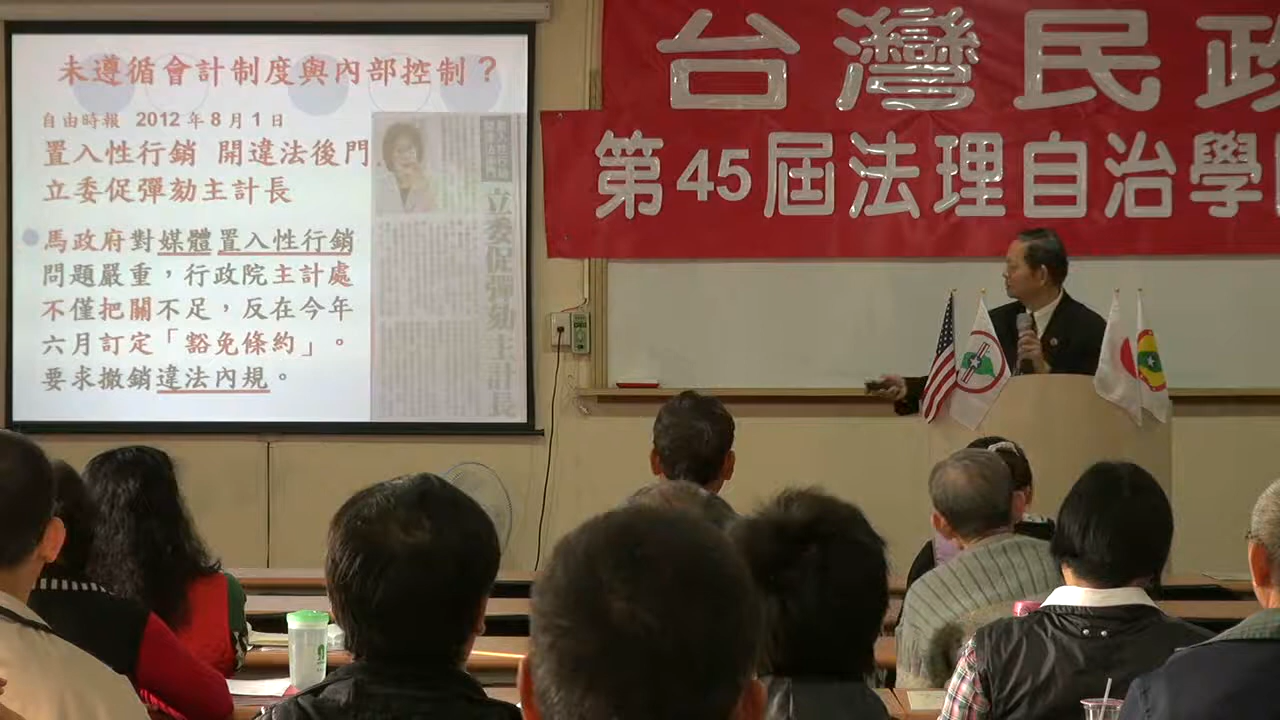 未遵循會計制度與內部控制？
自由時報 2012年8月1日
置入性行銷 開違法後門
立委促彈劾主計長
馬政府對媒體置入性行銷
問題嚴重，行政院主計處
不僅把關不足，反在今年
六月訂定「豁免條約」。
要求撤銷違法內規。
立委促彈劾主計長
台灣民政
第45屆法理自治學